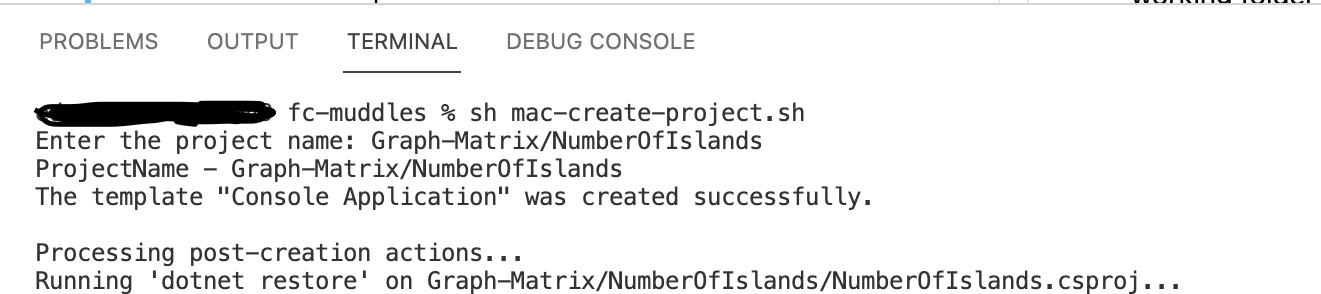 working folder
PROBLEMS OUTPUT TERMINAL DEBUG CONSOLE
fc-muddles % sh mac-create-project.sh
Enter the project name: Graph-Matrix/NumberOfIslands
ProjectName - Graph-Matrix/NumberOfIslands
The template "Console Application" was created successfully.
Processing post-creation actions...
Running 'dotnet restore' on Graph-Matrix/NumberOfIslands/NumberOfIslands.csproj...